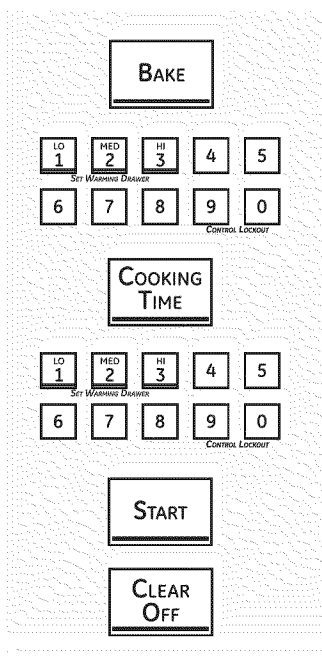 BAKE
LO MED HI
1 2 3 4 5
SET WARMING DRAWER
6 7 8 9 0
CONTROL LOCKOUT
COOKING
TIME
LO MED HI
1 2 3 4 5
SET WARMING DRAWER
6 7 8 9 0
CONTROL LOCKOUT
START
CLEAR
OFF